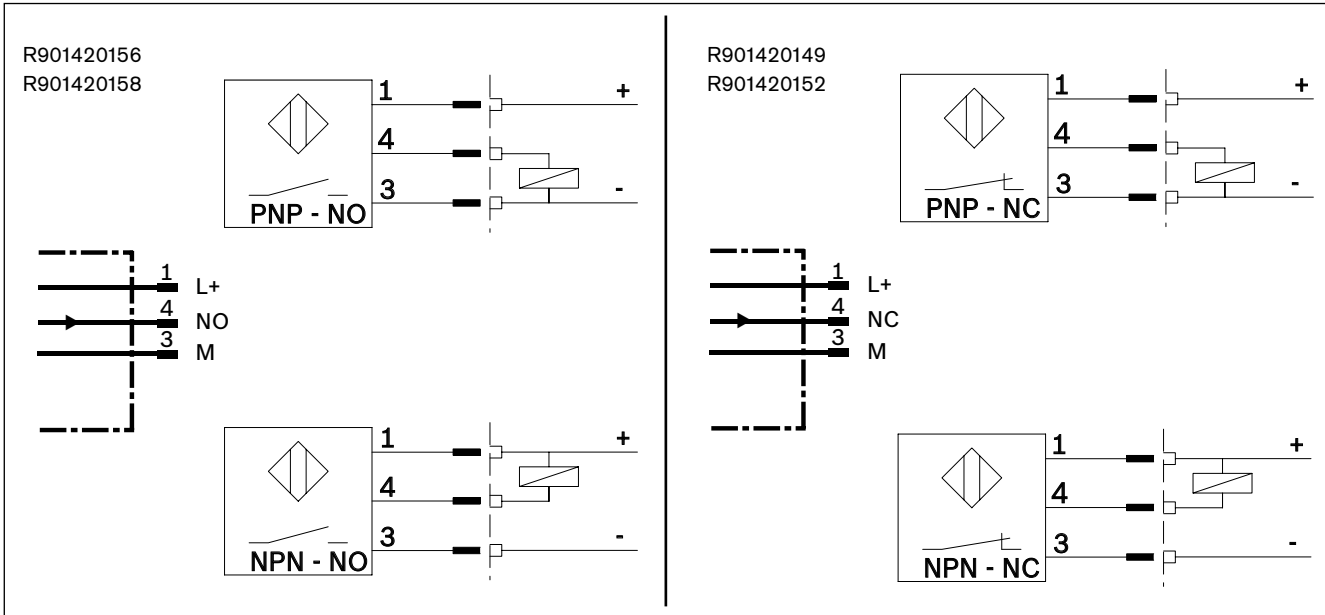 R901420156
R901420158
1
+
4
3
-
PNP - NO
1
L+
4
NO
3
M
1
+
4
3
-
NPN - NO
R901420149
R901420152
1
+
4
3
-
PNP - NC
1
L+
4
NC
3
M
1
+
4
3
-
NPN - NC